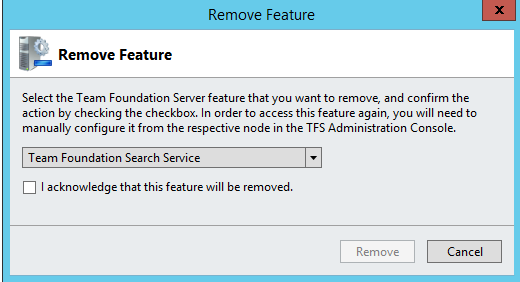 Remove Feature
x
Remove Feature
Select the Team Foundation Server feature that you want to remove, and confirm the
action by checking the checkbox. In order to access this feature again, you will need to
manually configure it from the respective node in the TFS Administration Console.
Team Foundation Search Service
I acknowledge that this feature will be removed.
Remove
Cancel